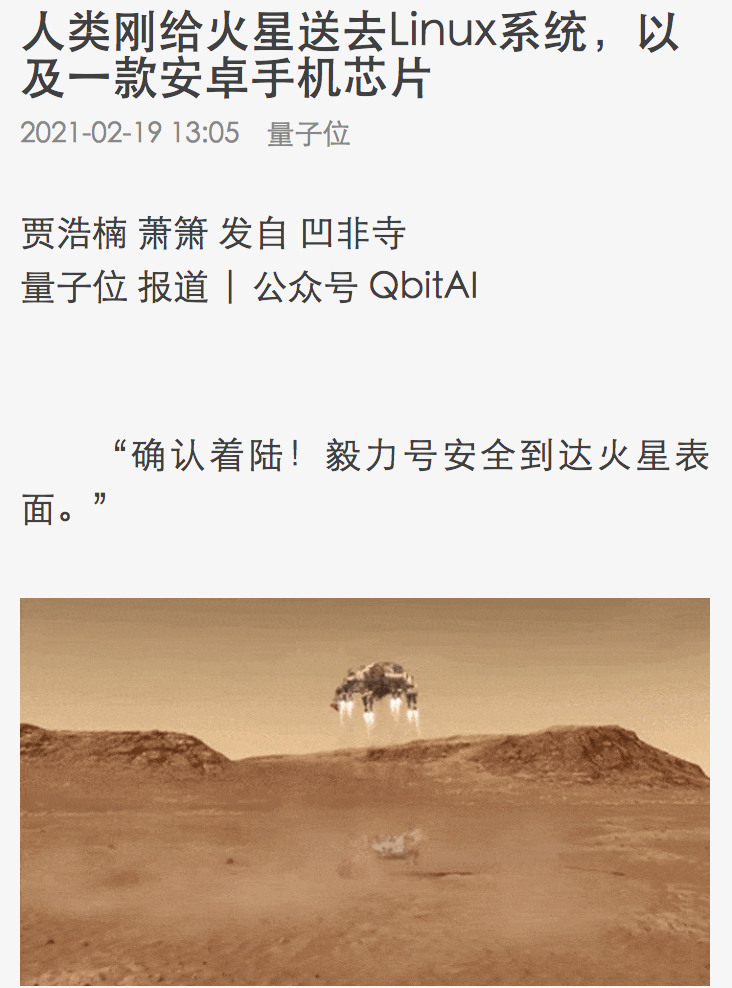 人类刚给火星送去Linux系统，以
及一款安卓手机芯片
2021-02-19 13:05 量子位
贾浩楠 萧箫 发自 凹非寺
量子位 报道 | 公众号 QbitAI
“确认着陆！毅力号安全到达火星表
面。”